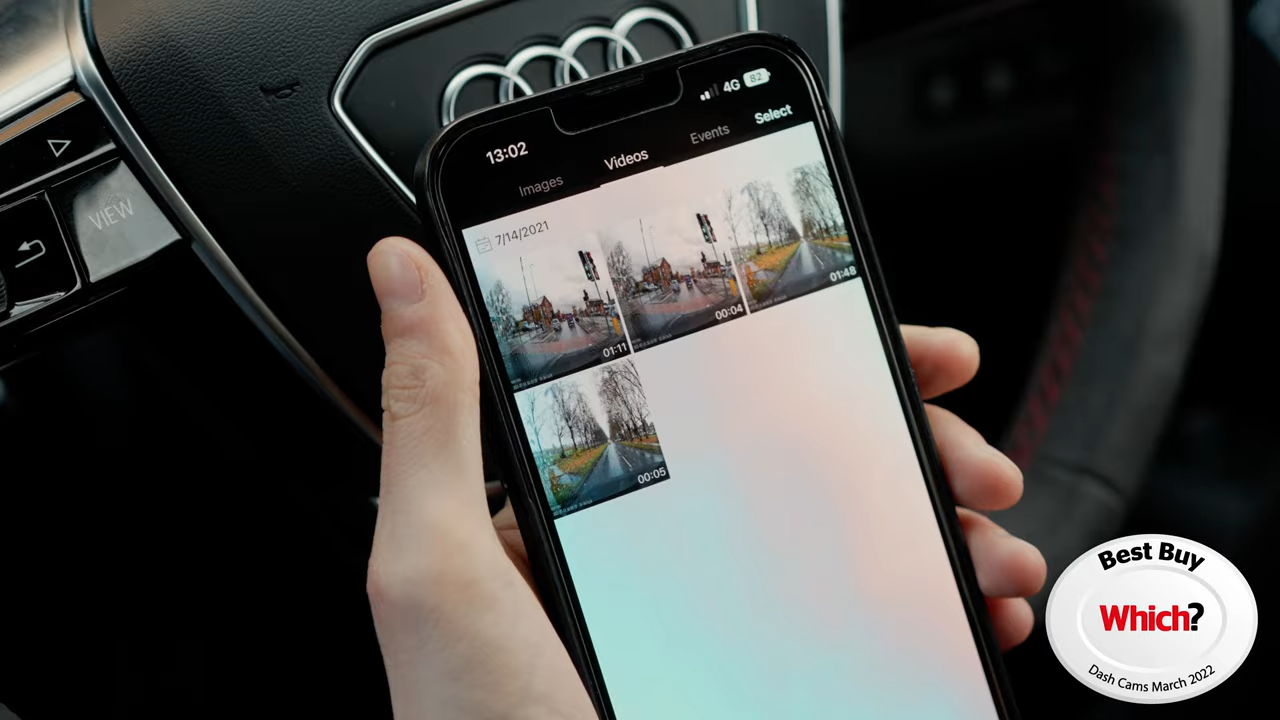 VIEW
13:02
4G
82
Images
Videos
Events
Select
7/14/2021
01:11
00:04
01:48
00:05
Best Buy
Which?
Dash Cams March 2022